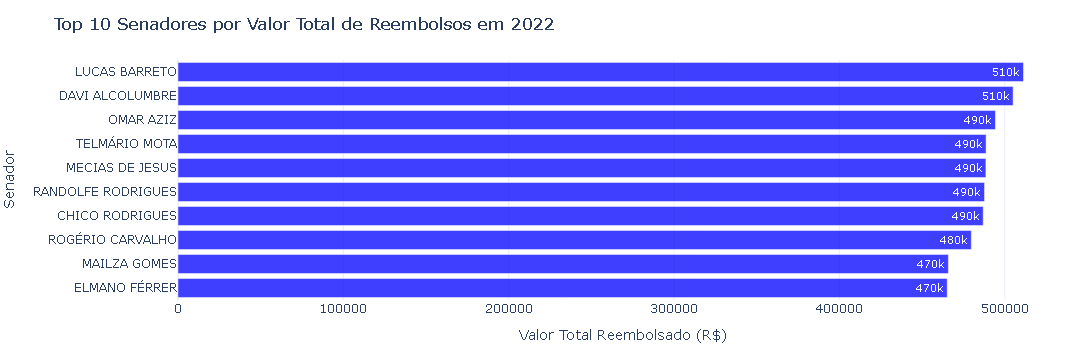 Top 10 Senadores por Valor Total de Reembolsos em 2022
Senador
LUCAS BARRETO 510k
DAVI ALCOLUMBRE 510k
OMAR AZIZ 490k
TELMÁRIO MOTA 490k
MECIAS DE JESUS 490k
RANDOLFE RODRIGUES 490k
CHICO RODRIGUES 490k
ROGÉRIO CARVALHO 480k
MAILZA GOMES 470k
ELMANO FÉRRER 470k
0 100000 200000 300000 400000 500000
Valor Total Reembolsado (R$)